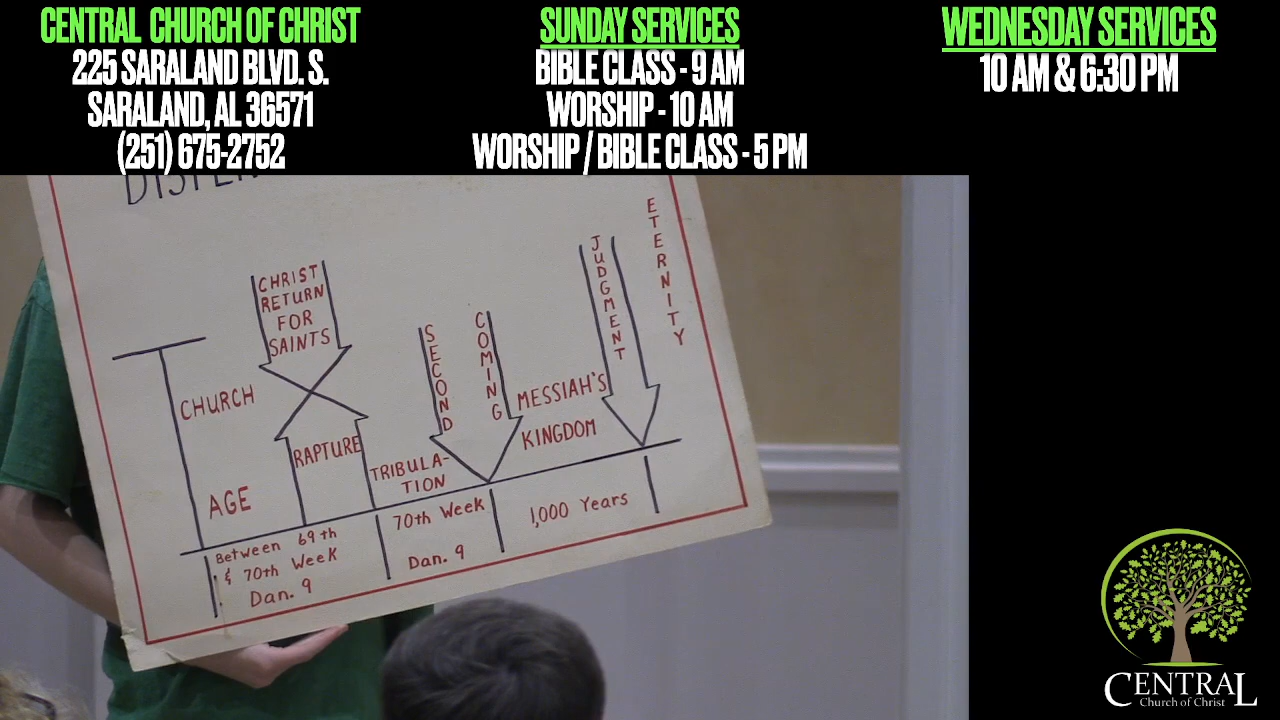 CENTRAL CHURCH OF CHRIST
225 SARALAND BLVD. S.
SARALAND, AL 36571
(251) 675-2752
SUNDAY SERVICES
BIBLE CLASS - 9 AM
WORSHIP - 10 AM
WORSHIP / BIBLE CLASS - 5 PM
WEDNESDAY SERVICES
10 AM & 6:30 PM
CHRIST
RETURN
FOR
SAINTS
CHURCH
AGE
RAPTURE
TRIBULA-
TION
SECOND
COMING
MESSIAH'S
KINGDOM
JUDGMENT
ETERNITY
Between 69th
& 70th Week
Dan. 9
70th Week
Dan. 9
1,000 Years
CENTRAL
Church of Christ